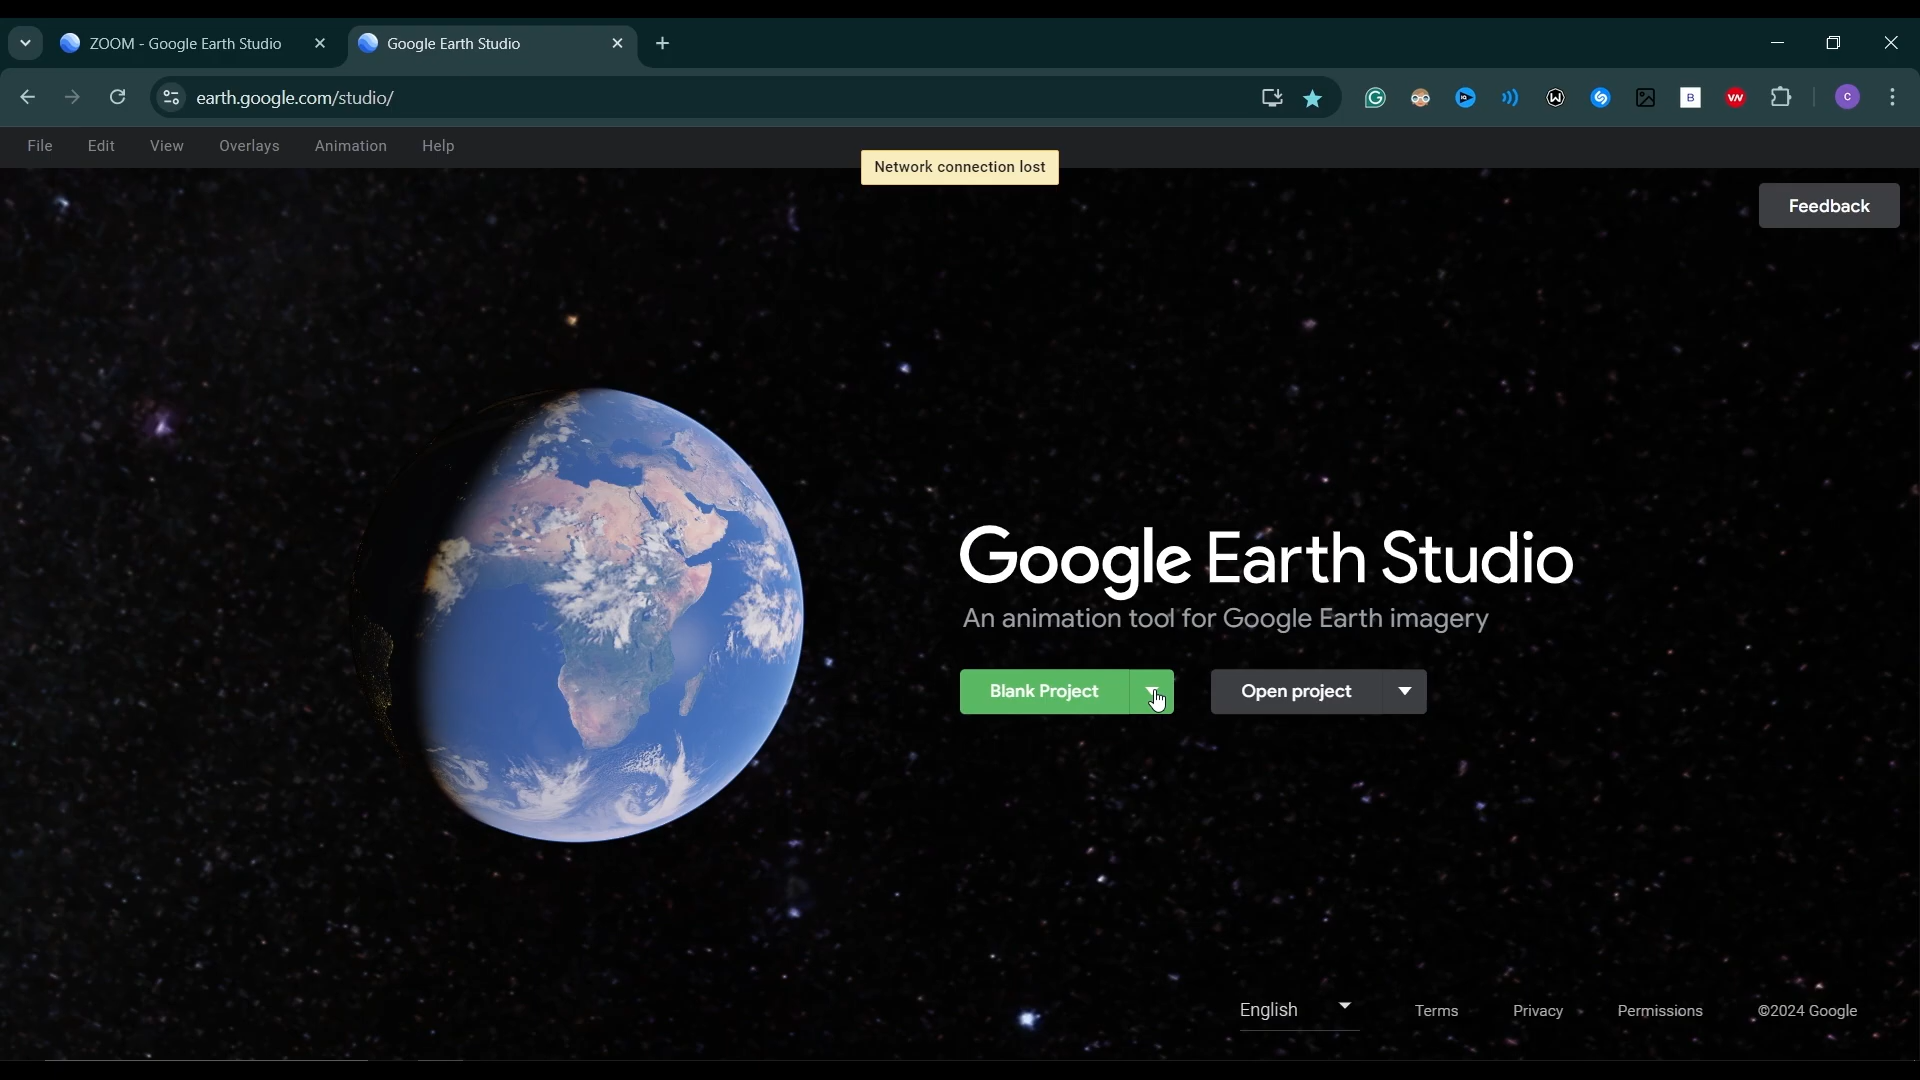 ZOOM - Google Earth Studio
Google Earth Studio
earth.google.com/studio/
C
File Edit View Overlays Animation Help
Network connection lost
Feedback
Google Earth Studio
An animation tool for Google Earth imagery
Blank Project
Open project
English
Terms Privacy Permissions ©2024 Google